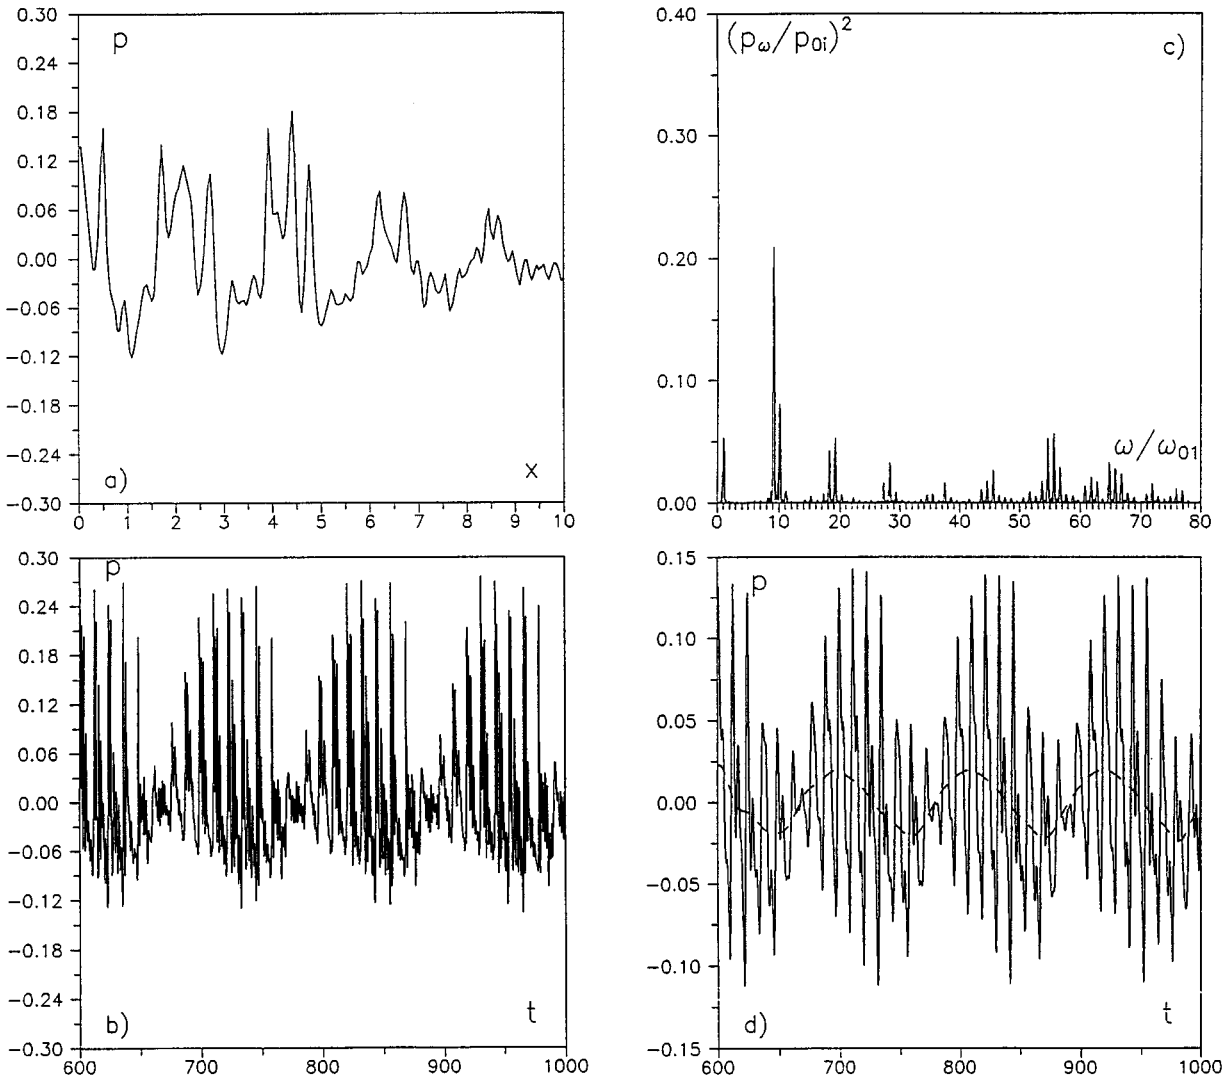 0.30
0.24
0.18
0.12
0.06
0.00
−0.06
−0.12
−0.18
−0.24
−0.30
p
a)
x
0 1 2 3 4 5 6 7 8 9 10
0.40
0.30
0.20
0.10
0.00
(pω/p0i)²
c)
ω/ω01
0 10 20 30 40 50 60 70 80
0.30
0.24
0.18
0.12
0.06
0.00
−0.06
−0.12
−0.18
−0.24
−0.30
p
b)
t
600 700 800 900 1000
0.15
0.10
0.05
0.00
−0.05
−0.10
−0.15
p
d)
t
600 700 800 900 1000